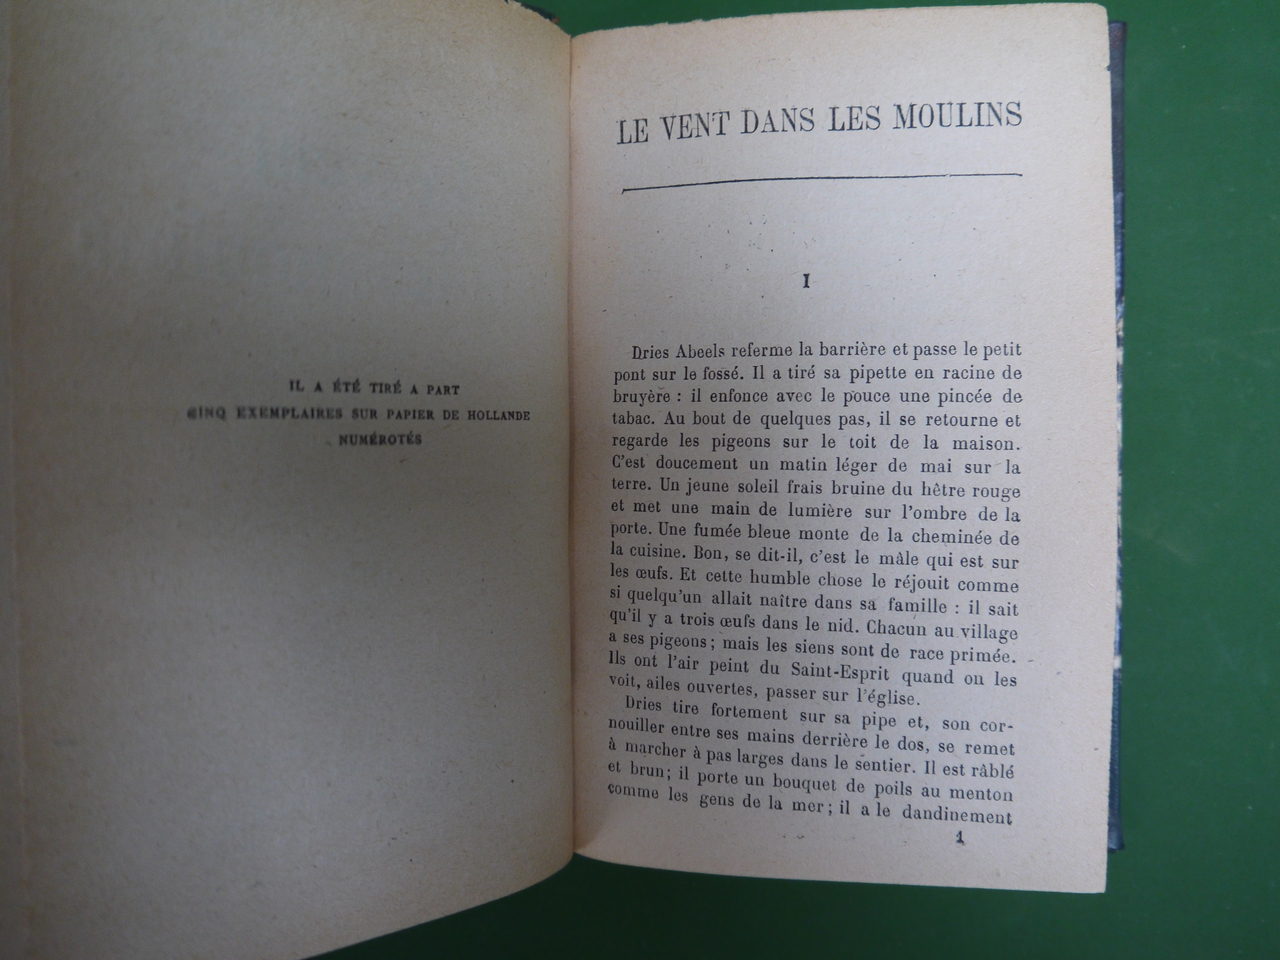 IL A ÉTÉ TIRÉ A PART
CINQ EXEMPLAIRES SUR PAPIER DE HOLLANDE
NUMÉROTÉS
LE VENT DANS LES MOULINS
I
Dries Abeels referme la barrière et passe le petit
pont sur le fossé. Il a tiré sa pipette en racine de
bruyère : il enfonce avec le pouce une pincée de
tabac. Au bout de quelques pas, il se retourne et
regarde les pigeons sur le toit de la maison.
C'est doucement un matin léger de mai sur la
terre. Un jeune soleil frais bruine du hêtre rouge
et met une main de lumière sur l'ombre de la
porte. Une fumée bleue monte de la cheminée de
la cuisine. Bon, se dit-il, c'est le mâle qui est sur
les œufs. Et cette humble chose le réjouit comme
si quelqu'un allait naître dans sa famille : il sait
qu'il y a trois œufs dans le nid. Chacun au village
a ses pigeons ; mais les siens sont de race primée.
Ils ont l'air peint du Saint-Esprit quand on les
voit, ailes ouvertes, passer sur l'église.
Dries tire fortement sur sa pipe et, son cor-
nouiller entre ses mains derrière le dos, se remet
à marcher à pas larges dans le sentier. Il est râblé
et brun ; il porte un bouquet de poils au menton
comme les gens de la mer ; il a le dandinement
1